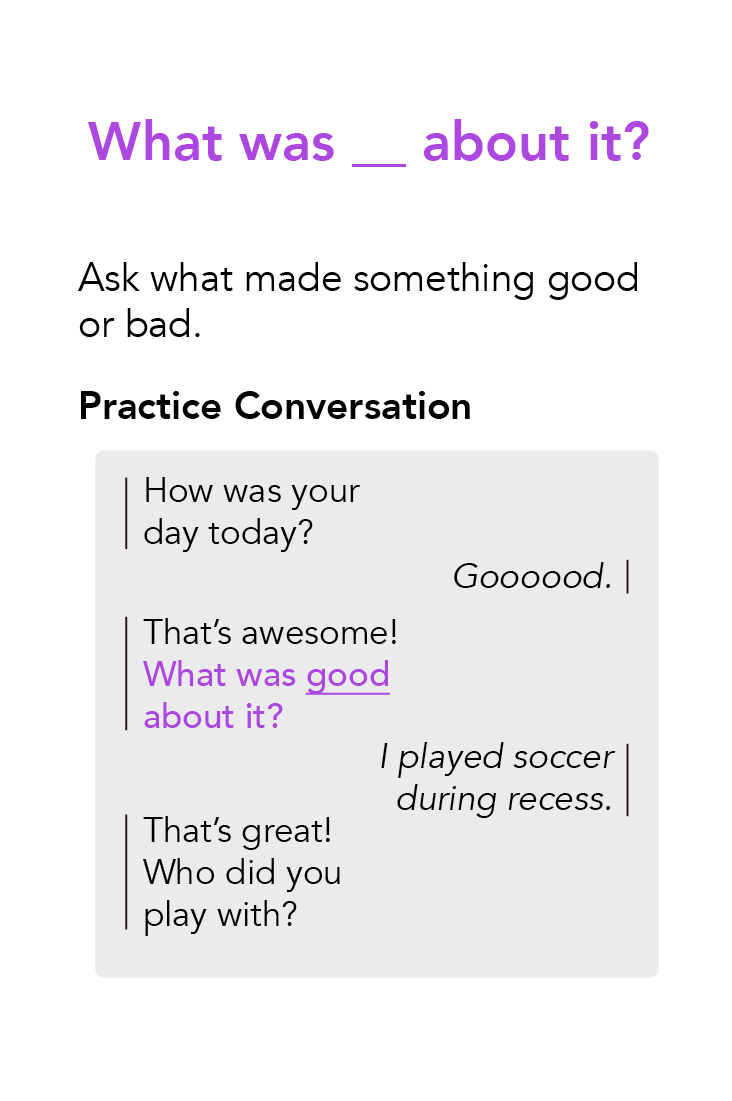 What was __ about it?
Ask what made something good
or bad.
Practice Conversation
How was your
day today?
Goooood.
That’s awesome!
What was good
about it?
I played soccer
during recess.
That’s great!
Who did you
play with?